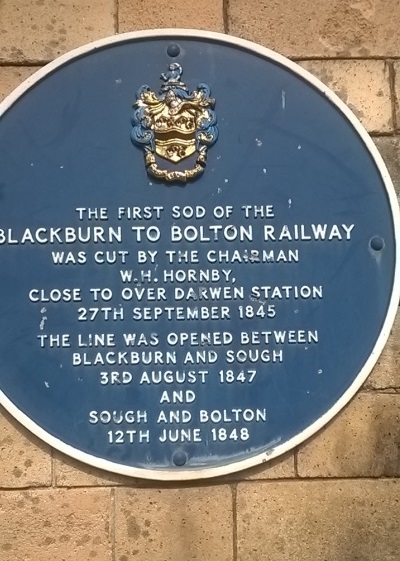 THE FIRST SOD OF THE
BLACKBURN TO BOLTON RAILWAY
WAS CUT BY THE CHAIRMAN
W.H. HORNBY,
CLOSE TO OVER DARWEN STATION
27TH SEPTEMBER 1845
THE LINE WAS OPENED BETWEEN
BLACKBURN AND SOUGH
3RD AUGUST 1847
AND
SOUGH AND BOLTON
12TH JUNE 1848